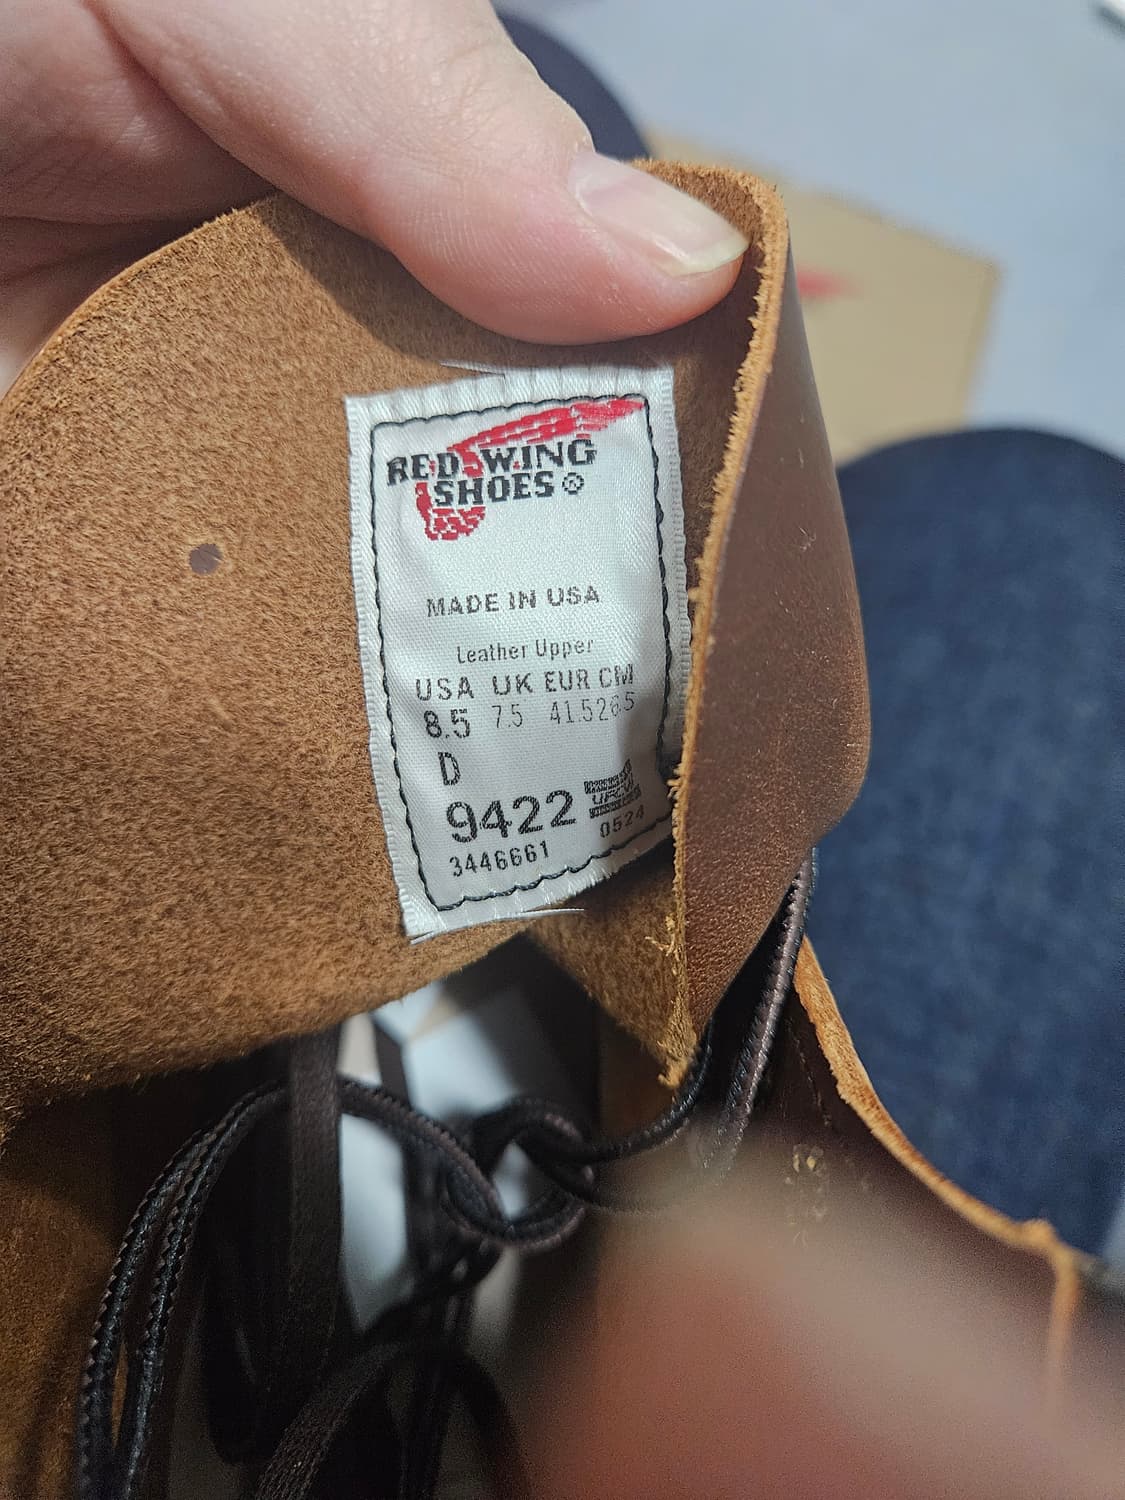 RED WING
SHOES ®
MADE IN USA
Leather Upper
USA UK EUR CM
8.5 7.5 41.5 26.5
D
9422 UFCW
3446661 0524